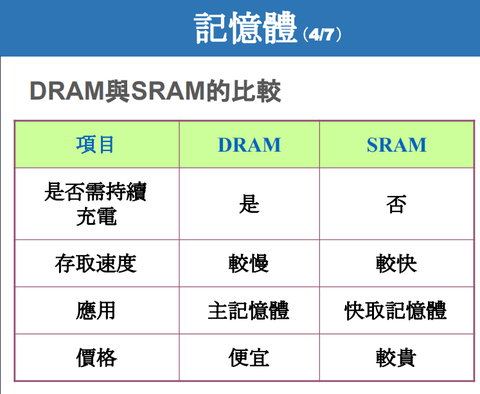 記憶體（4/7）
DRAM與SRAM的比較
項目 DRAM SRAM
是否需持續
充電 是 否
存取速度 較慢 較快
應用 主記憶體 快取記憶體
價格 便宜 較貴